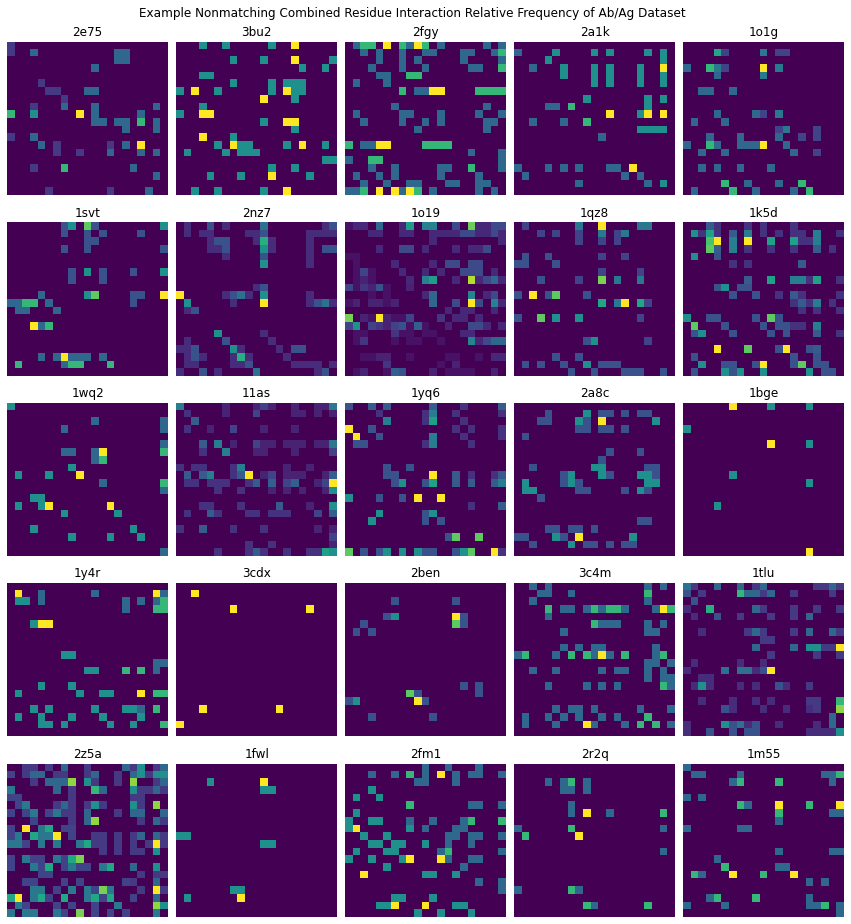 Example Nonmatching Combined Residue Interaction Relative Frequency of Ab/Ag Dataset
2e75 3bu2 2fgy 2a1k 1o1g
1svt 2nz7 1o19 1qz8 1k5d
1wq2 11as 1yq6 2a8c 1bge
1y4r 3cdx 2ben 3c4m 1tlu
2z5a 1fwl 2fm1 2r2q 1m55